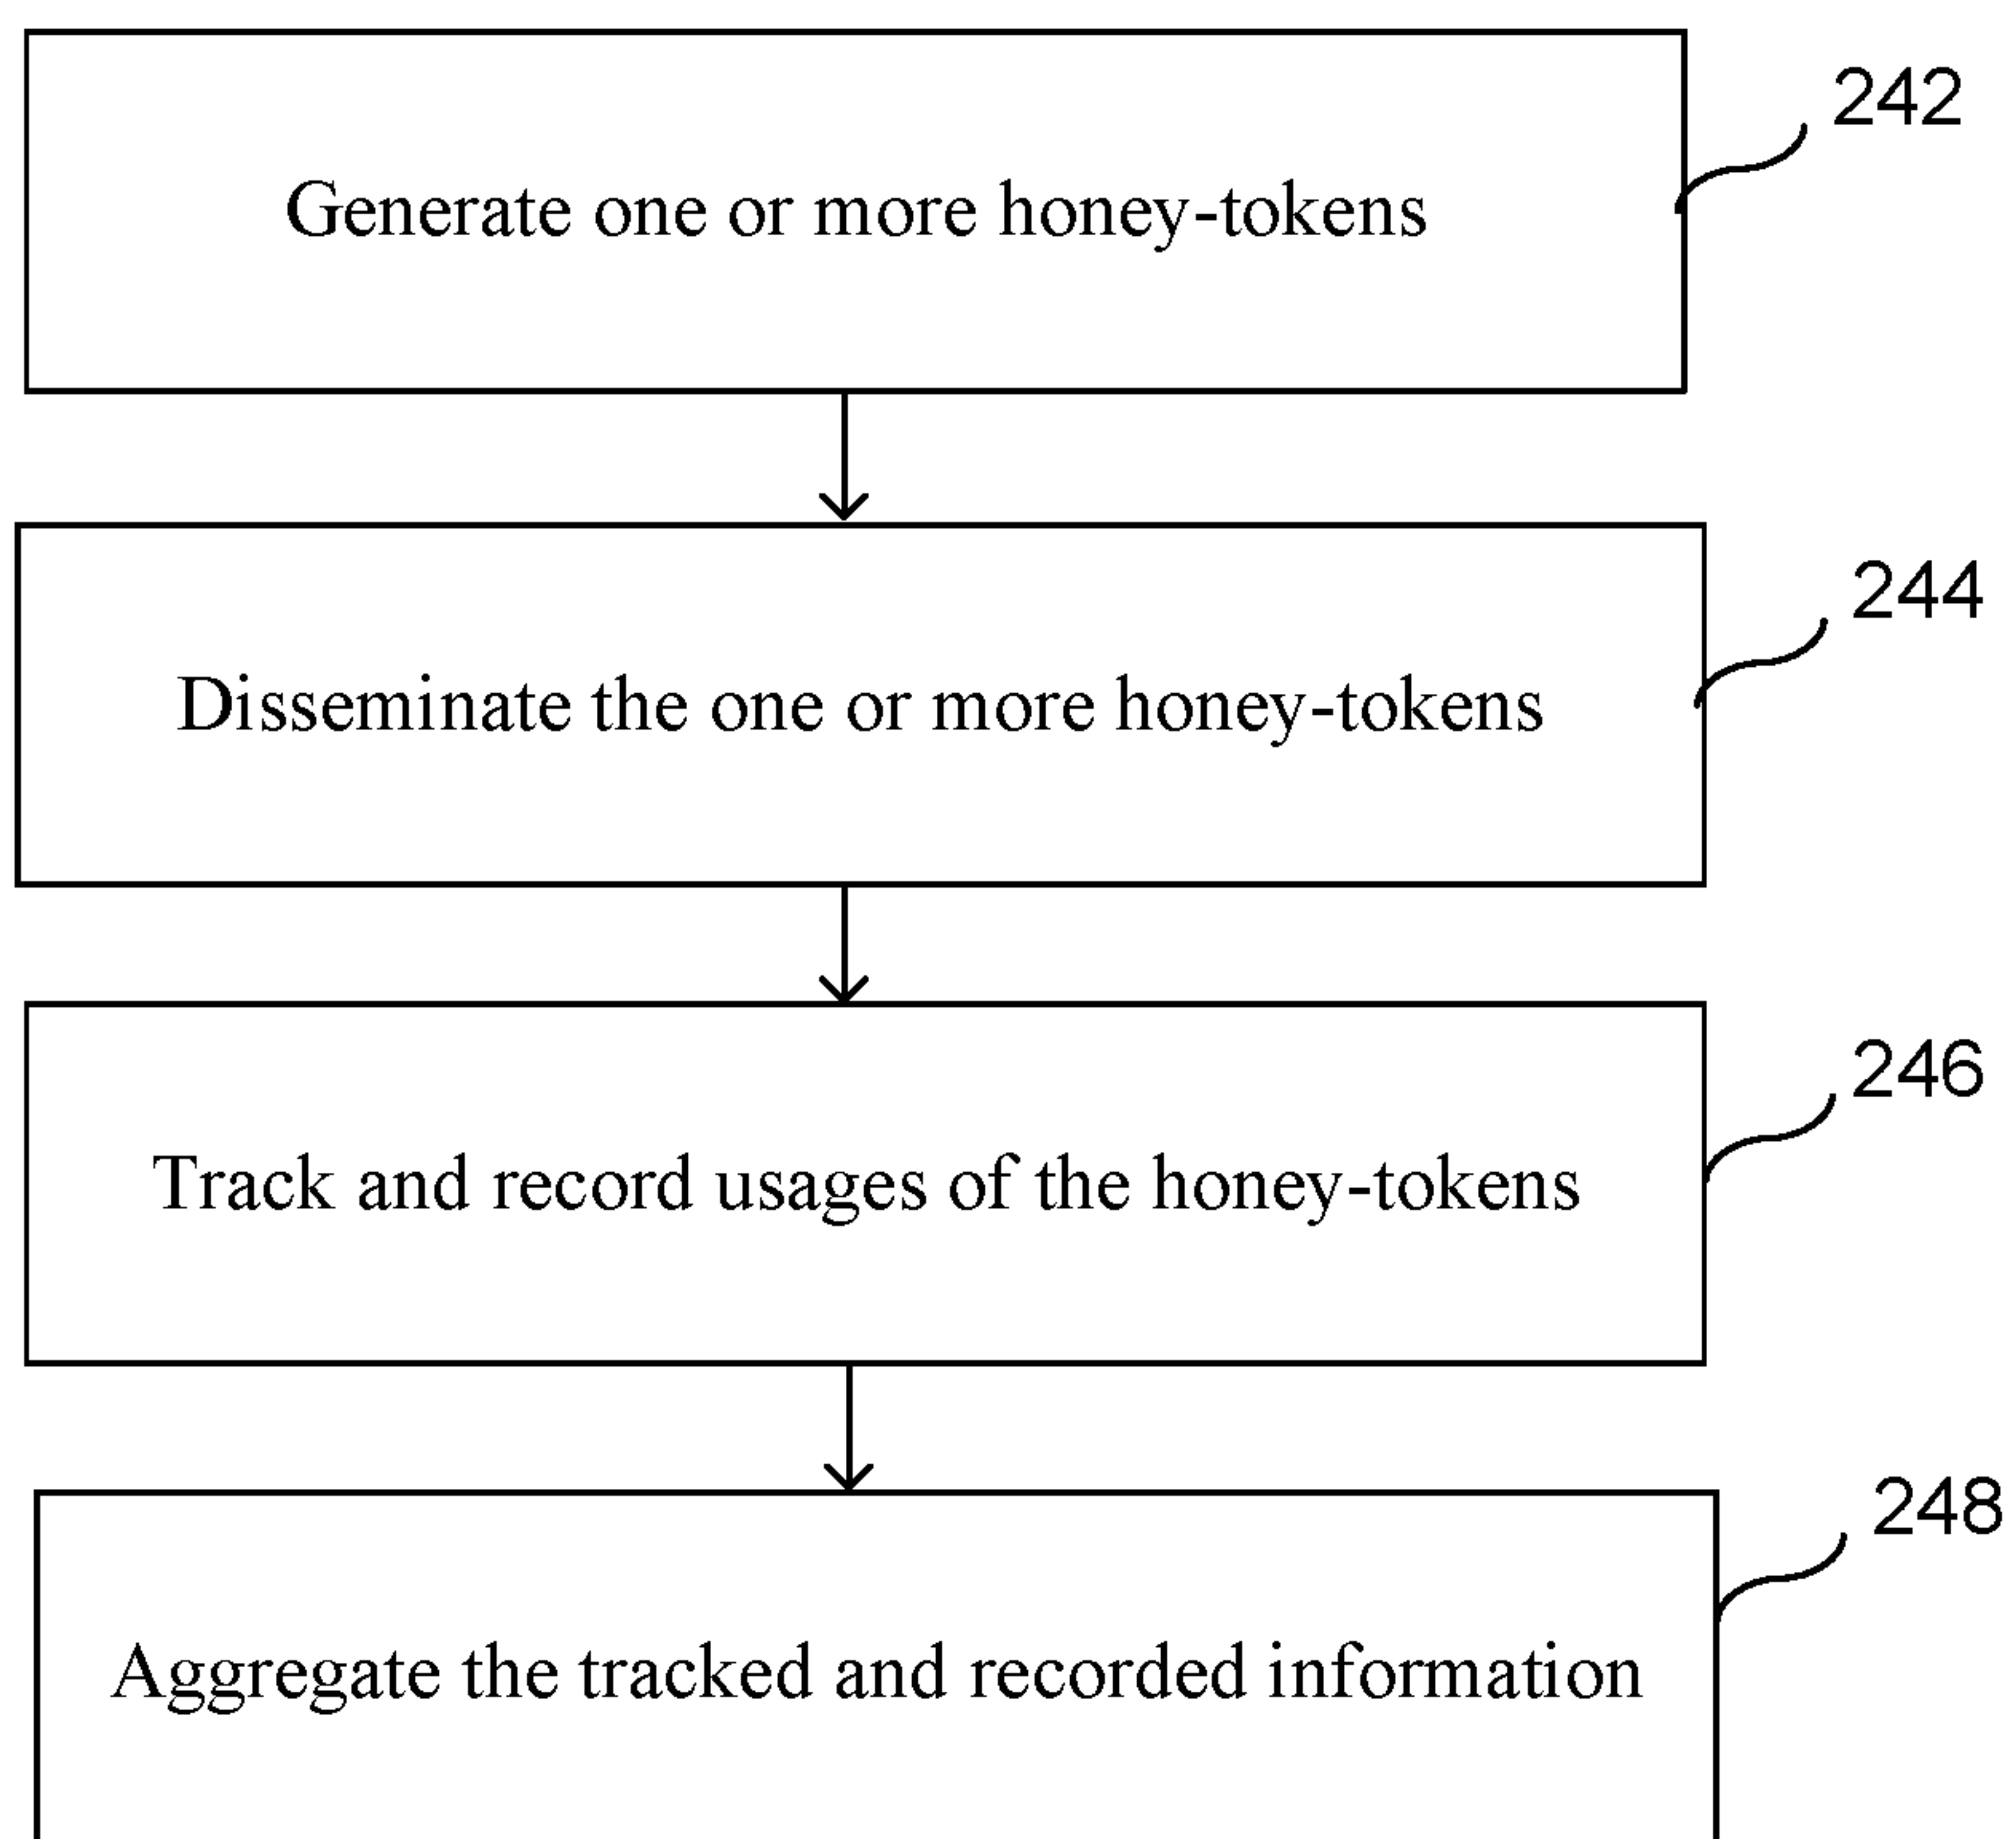 242
Generate one or more honey-tokens
244
Disseminate the one or more honey-tokens
246
Track and record usages of the honey-tokens
248
Aggregate the tracked and recorded information